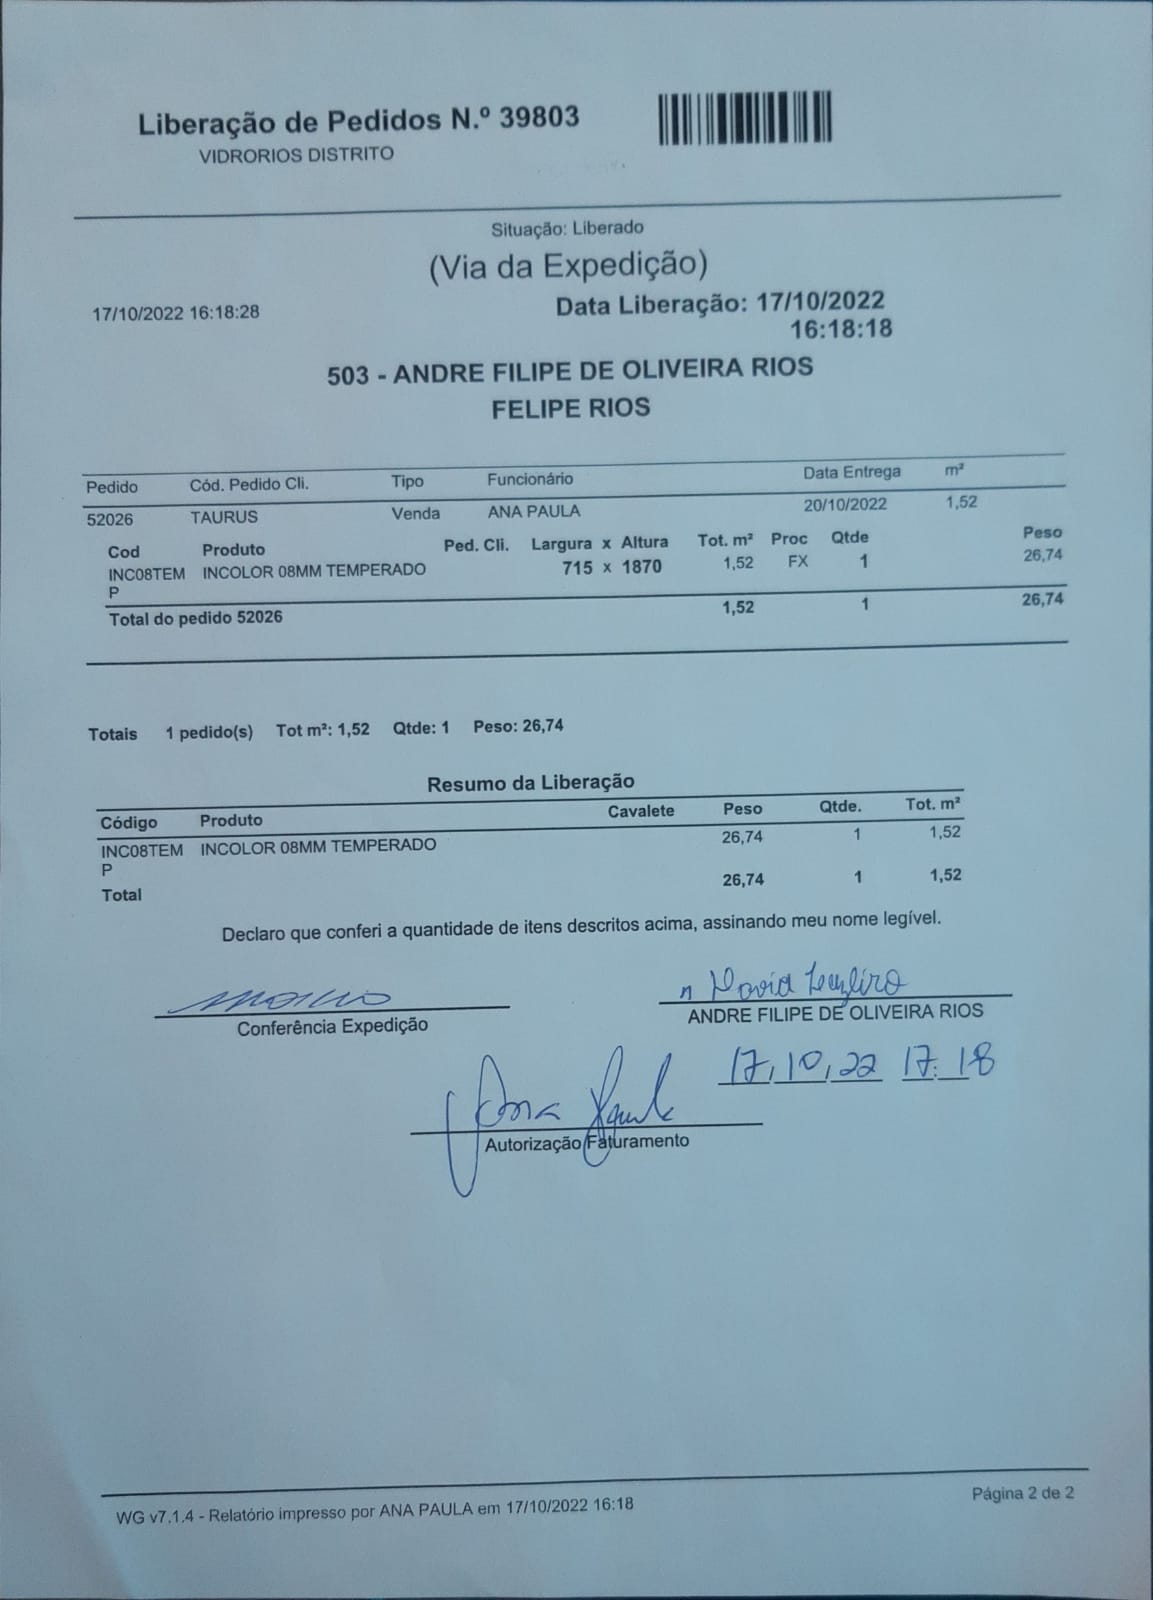 Liberação de Pedidos N.º 39803
VIDRORIOS DISTRITO
Situação: Liberado
(Via da Expedição)
17/10/2022 16:18:28
Data Liberação: 17/10/2022
16:18:18
503 - ANDRE FILIPE DE OLIVEIRA RIOS
FELIPE RIOS
Pedido Cód. Pedido Cli. Tipo Funcionário Data Entrega m²
52026 TAURUS Venda ANA PAULA 20/10/2022 1,52
Cod Produto Ped. Cli. Largura x Altura Tot. m² Proc Qtde Peso
INC08TEM INCOLOR 08MM TEMPERADO 715 x 1870 1,52 FX 1 26,74
P
Total do pedido 52026 1,52 1 26,74
Totais 1 pedido(s) Tot m²: 1,52 Qtde: 1 Peso: 26,74
Resumo da Liberação
Código Produto Cavalete Peso Qtde. Tot. m²
INC08TEM INCOLOR 08MM TEMPERADO 26,74 1 1,52
P
Total 26,74 1 1,52
Declaro que conferi a quantidade de itens descritos acima, assinando meu nome legível.
Conferência Expedição
ANDRE FILIPE DE OLIVEIRA RIOS
17,10,22 17:18
Ana Paula
Autorização Faturamento
WG v7.1.4 - Relatório impresso por ANA PAULA em 17/10/2022 16:18
Página 2 de 2